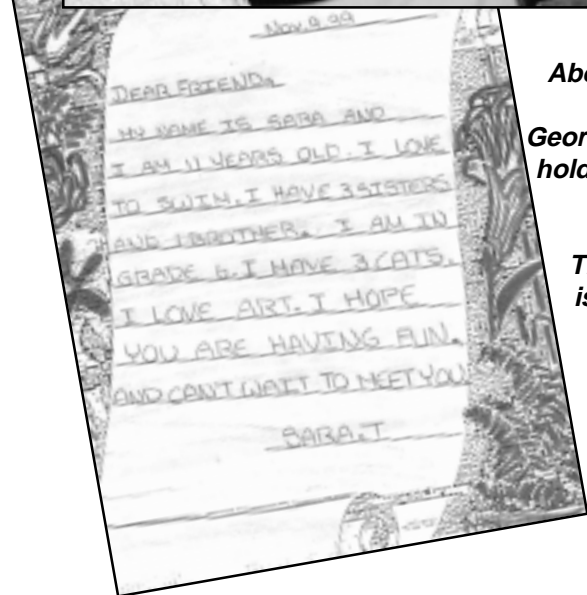 Nov. 9. 99
DEAR FRIEND,
MY NAME IS SARA AND
I AM 11 YEARS OLD. I LOVE
TO SWIM. I HAVE 3 SISTERS
AND 1 BROTHER. I AM IN
GRADE 6. I HAVE 3 CATS.
I LOVE ART. I HOPE
YOU ARE HAVING FUN.
AND CANT WAIT TO MEET YOU
SARA.T
Abo
Geor
hold
T
is